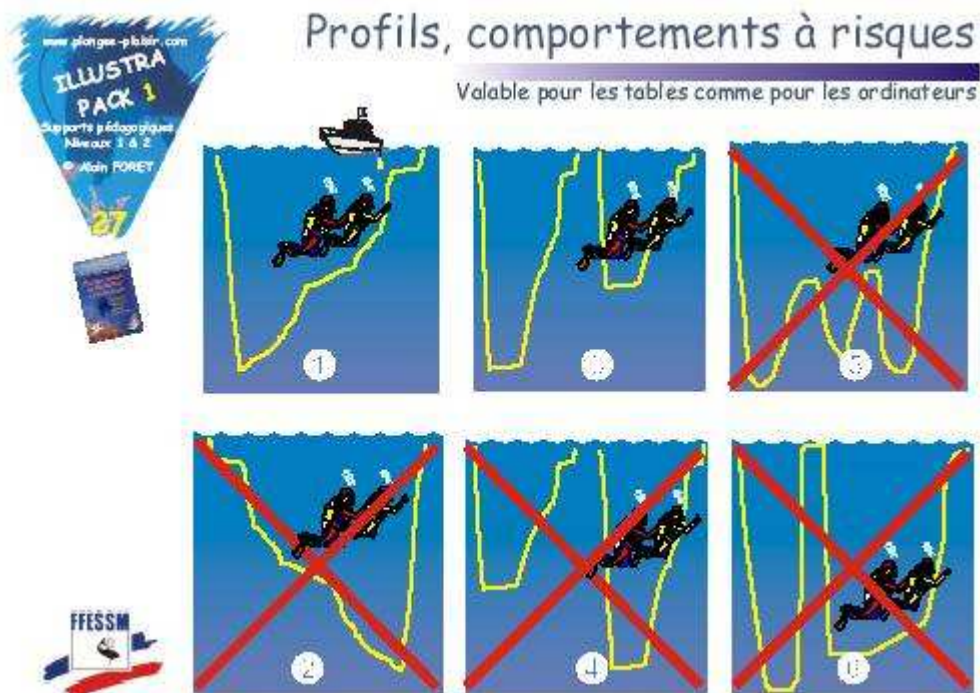 Profils, comportements à risques
Valable pour les tables comme pour les ordinateurs
www.plongee-plaisir.com
ILLUSTRA
PACK 1
Supports pédagogiques
Niveaux 1 & 2
© Alain FORET
27
1
5
2
4
FFESSM